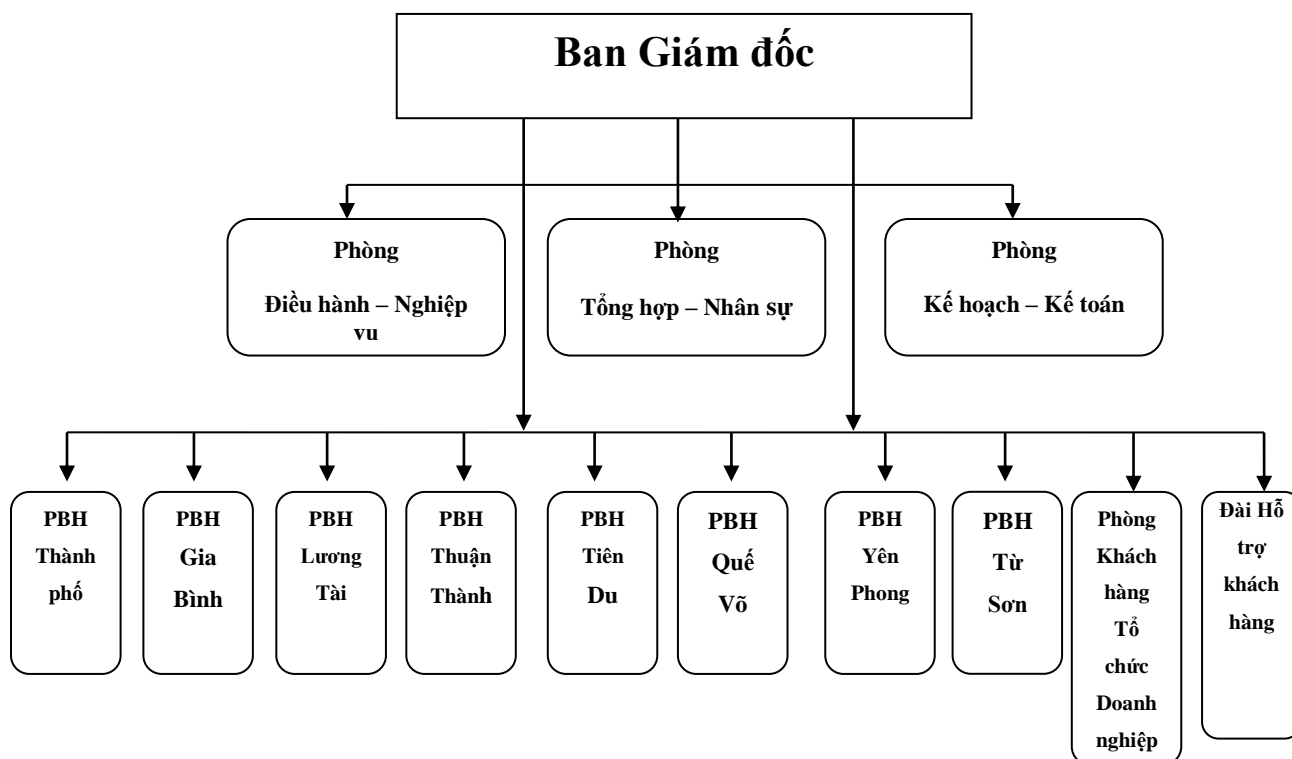 Ban Giám đốc
Phòng
Điều hành – Nghiệp
vu
Phòng
Tổng hợp – Nhân sự
Phòng
Kế hoạch – Kế toán
PBH
Thành
phố
PBH
Gia
Bình
PBH
Lương
Tài
PBH
Thuận
Thành
PBH
Tiên
Du
PBH
Quế
Võ
PBH
Yên
Phong
PBH
Từ
Sơn
Phòng
Khách
hàng
Tổ
chức
Doanh
nghiệp
Đài Hỗ
trợ
khách
hàng